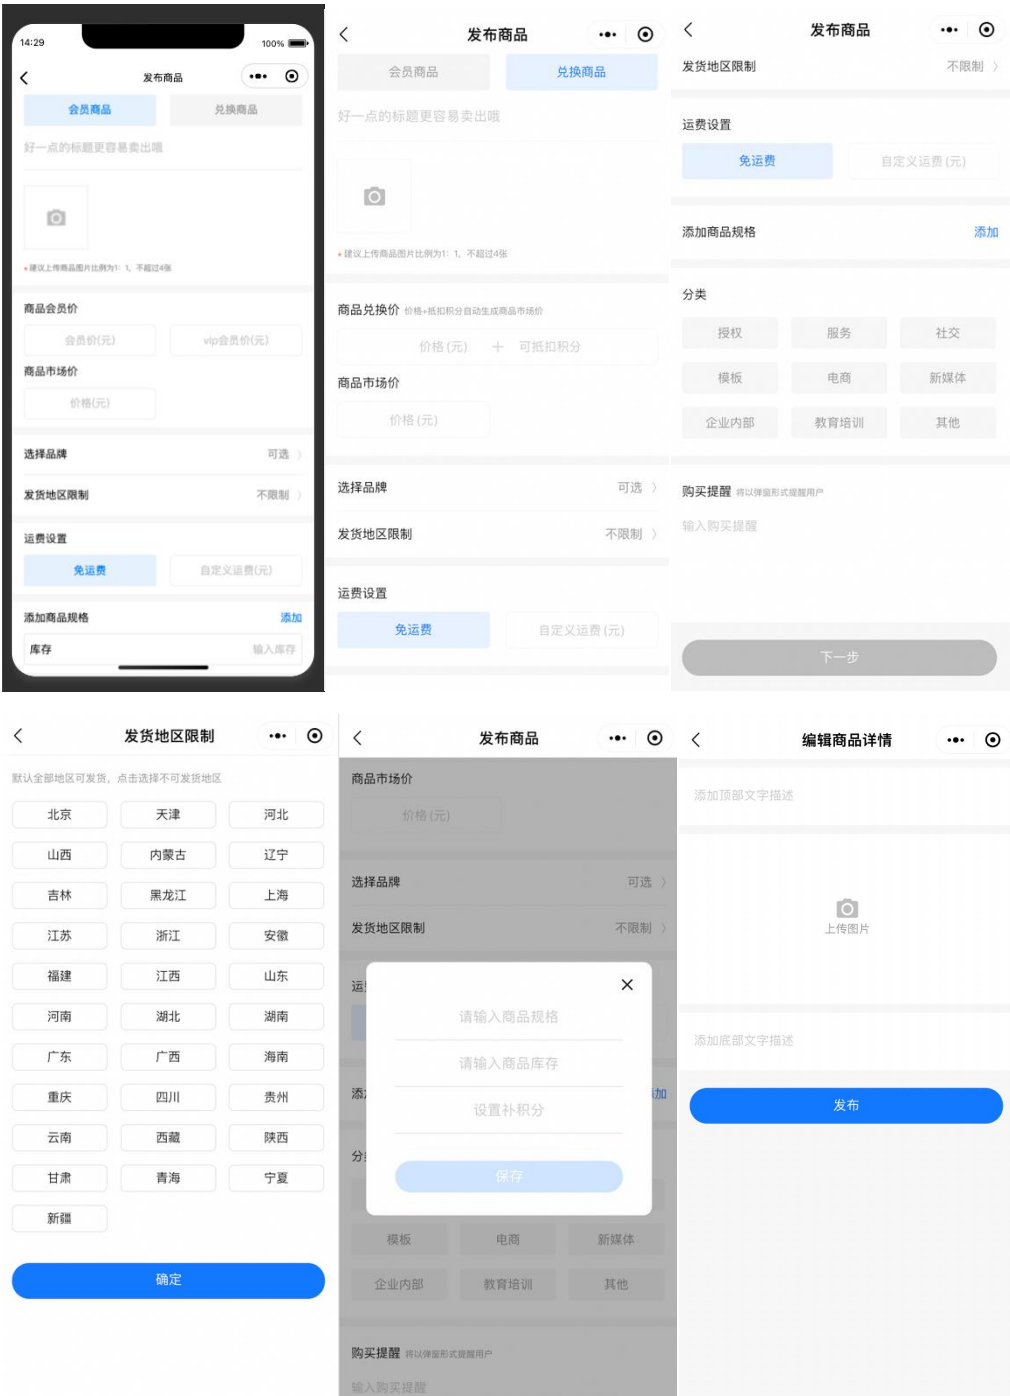 14:29
100%
发布商品
会员商品 兑换商品
好一点的标题更容易卖出哦
*建议上传商品图片比例为1：1，不超过4张
商品会员价
会员价(元) vip会员价(元)
商品市场价
价格(元)
选择品牌 可选
发货地区限制 不限制
运费设置
免运费 自定义运费(元)
添加商品规格 添加
库存 输入库存
发布商品
会员商品 兑换商品
好一点的标题更容易卖出哦
*建议上传商品图片比例为1：1，不超过4张
商品兑换价 价格+抵扣积分自动生成商品市场价
价格(元) + 可抵扣积分
商品市场价
价格(元)
选择品牌 可选
发货地区限制 不限制
运费设置
免运费 自定义运费(元)
发布商品
发货地区限制 不限制
运费设置
免运费 自定义运费(元)
添加商品规格 添加
分类
授权 服务 社交
模板 电商 新媒体
企业内部 教育培训 其他
购买提醒 将以弹窗形式提醒用户
输入购买提醒
下一步
发货地区限制
默认全部地区可发货，点击选择不可发货地区
北京 天津 河北
山西 内蒙古 辽宁
吉林 黑龙江 上海
江苏 浙江 安徽
福建 江西 山东
河南 湖北 湖南
广东 广西 海南
重庆 四川 贵州
云南 西藏 陕西
甘肃 青海 宁夏
新疆
确定
发布商品
商品市场价
价格(元)
选择品牌 可选
发货地区限制 不限制
运
请输入商品规格
请输入商品库存
添 加
设置补积分
分
保存
模板 电商 新媒体
企业内部 教育培训 其他
购买提醒 将以弹窗形式提醒用户
输入购买提醒
编辑商品详情
添加顶部文字描述
上传图片
添加底部文字描述
发布